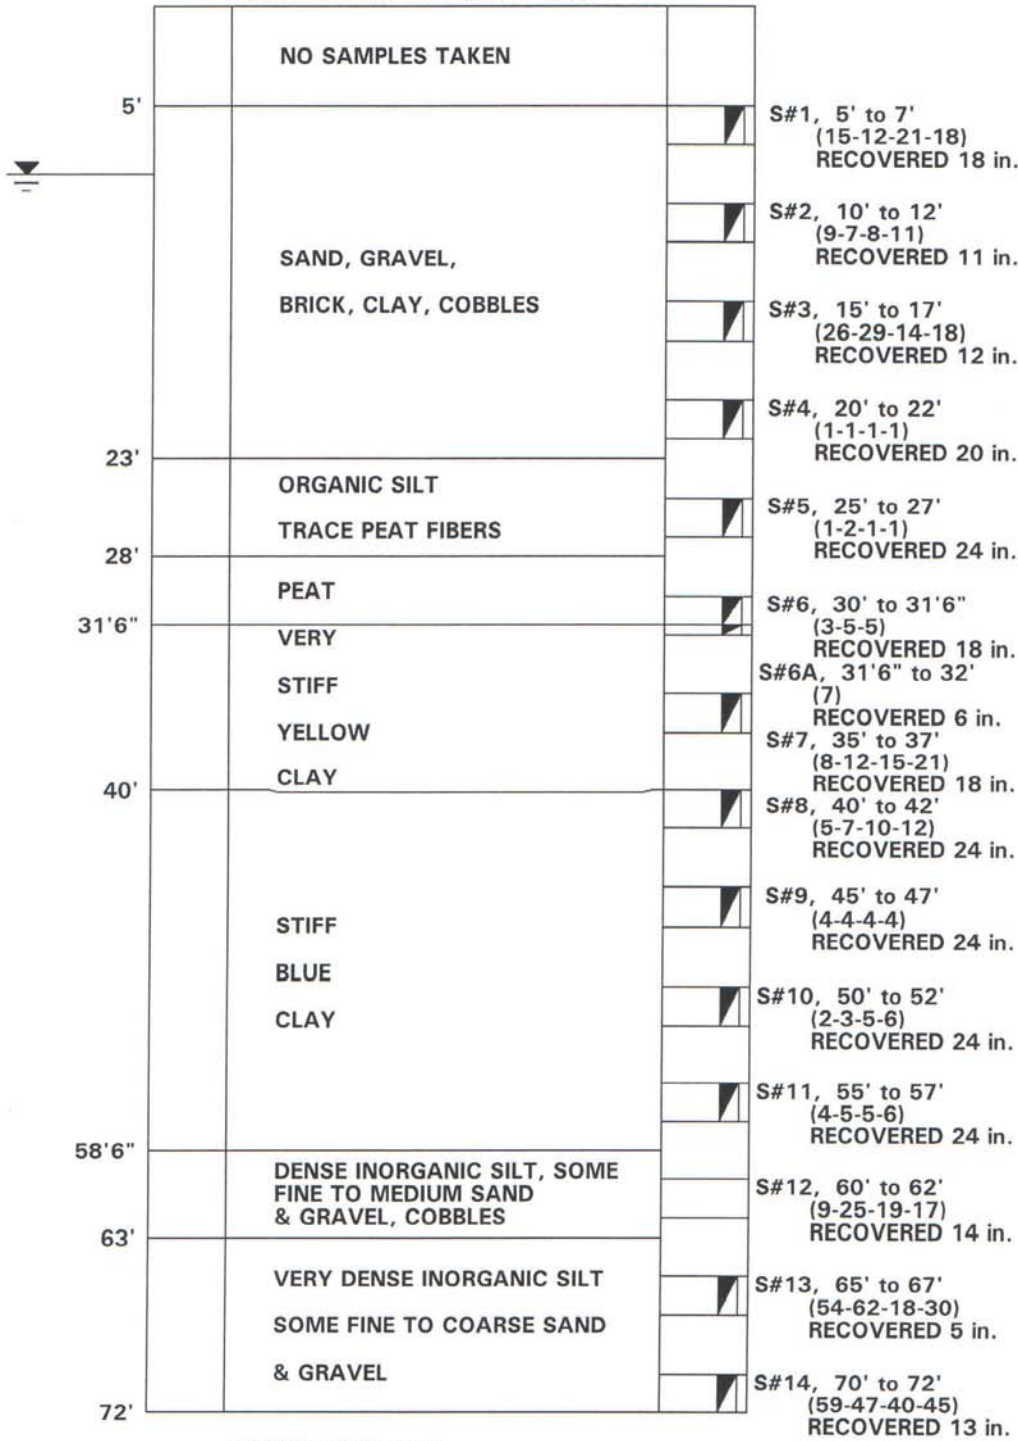 NO SAMPLES TAKEN
5'
S#1, 5' to 7'
(15-12-21-18)
RECOVERED 18 in.
S#2, 10' to 12'
(9-7-8-11)
RECOVERED 11 in.
SAND, GRAVEL,
BRICK, CLAY, COBBLES
S#3, 15' to 17'
(26-29-14-18)
RECOVERED 12 in.
S#4, 20' to 22'
(1-1-1-1)
RECOVERED 20 in.
23'
ORGANIC SILT
TRACE PEAT FIBERS
S#5, 25' to 27'
(1-2-1-1)
RECOVERED 24 in.
28'
PEAT
S#6, 30' to 31'6"
(3-5-5)
RECOVERED 18 in.
31'6"
VERY
STIFF
YELLOW
CLAY
S#6A, 31'6" to 32'
(7)
RECOVERED 6 in.
S#7, 35' to 37'
(8-12-15-21)
RECOVERED 18 in.
40'
S#8, 40' to 42'
(5-7-10-12)
RECOVERED 24 in.
S#9, 45' to 47'
(4-4-4-4)
RECOVERED 24 in.
STIFF
BLUE
CLAY
S#10, 50' to 52'
(2-3-5-6)
RECOVERED 24 in.
S#11, 55' to 57'
(4-5-5-6)
RECOVERED 24 in.
58'6"
DENSE INORGANIC SILT, SOME
FINE TO MEDIUM SAND
& GRAVEL, COBBLES
S#12, 60' to 62'
(9-25-19-17)
RECOVERED 14 in.
63'
VERY DENSE INORGANIC SILT
SOME FINE TO COARSE SAND
& GRAVEL
S#13, 65' to 67'
(54-62-18-30)
RECOVERED 5 in.
S#14, 70' to 72'
(59-47-40-45)
RECOVERED 13 in.
72'